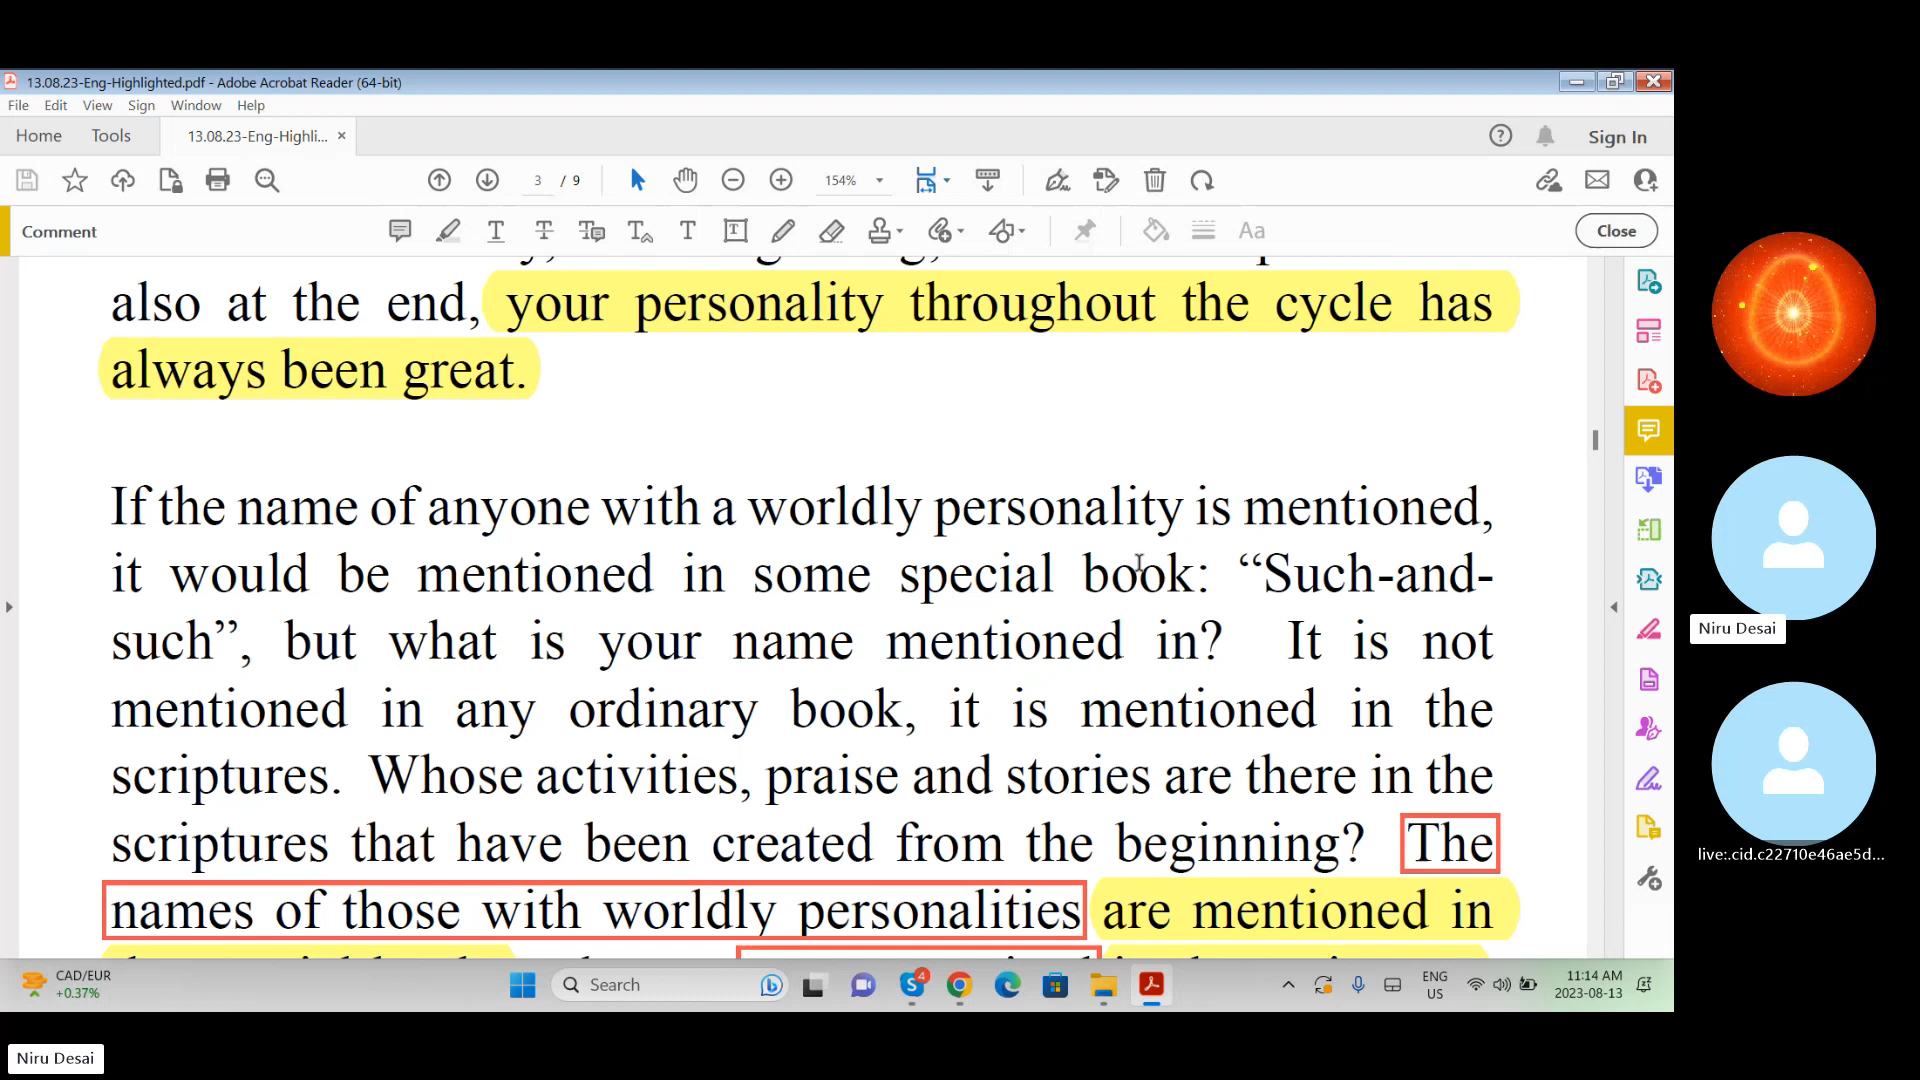 13.08.23-Eng-Highlighted.pdf - Adobe Acrobat Reader (64-bit)
File Edit View Sign Window Help
Home Tools 13.08.23-Eng-Highli... × Sign In
3 / 9 154%
Comment Close
also at the end, your personality throughout the cycle has
always been great.
If the name of anyone with a worldly personality is mentioned,
it would be mentioned in some special book: “Such-and-
such”, but what is your name mentioned in? It is not
mentioned in any ordinary book, it is mentioned in the
scriptures. Whose activities, praise and stories are there in the
scriptures that have been created from the beginning? The
names of those with worldly personalities are mentioned in
Niru Desai
live:.cid.c22710e46ae5d...
CAD/EUR
+0.37%
Search
4
ENG
US
11:14 AM
2023-08-13
Niru Desai